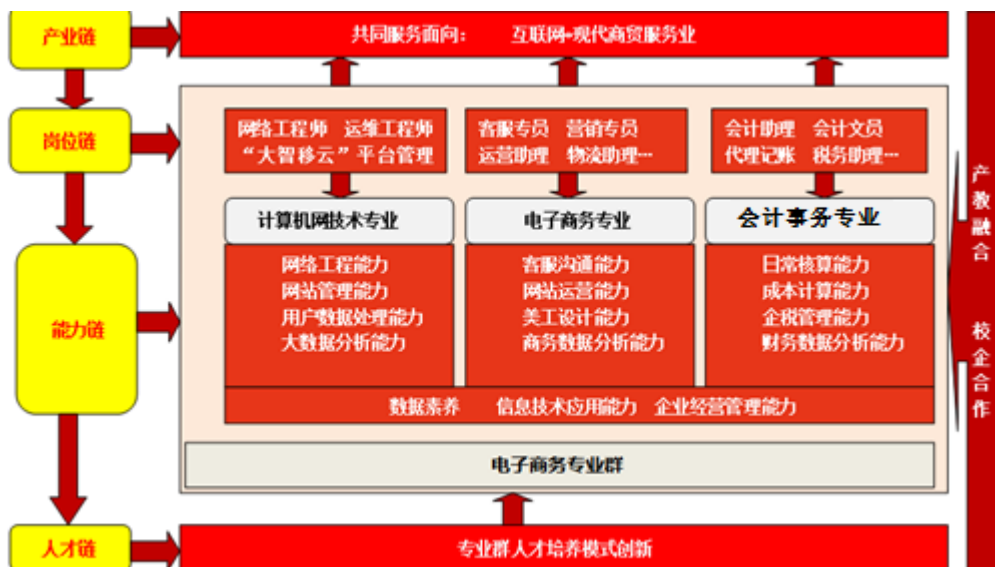 产业链
共同服务面向： 互联网+现代商贸服务业
岗位链
网络工程师 运维工程师
“大智移云”平台管理
客服专员 营销专员
运营助理 物流助理…
会计助理 会计文员
代理记账 税务助理…
计算机网技术专业
电子商务专业
会计事务专业
能力链
网络工程能力
网站管理能力
用户数据处理能力
大数据分析能力
客服沟通能力
网站运营能力
美工设计能力
商务数据分析能力
日常核算能力
成本计算能力
企税管理能力
财务数据分析能力
数据素养 信息技术应用能力 企业经营管理能力
电子商务专业群
人才链
专业群人才培养模式创新
产教融合 校企合作